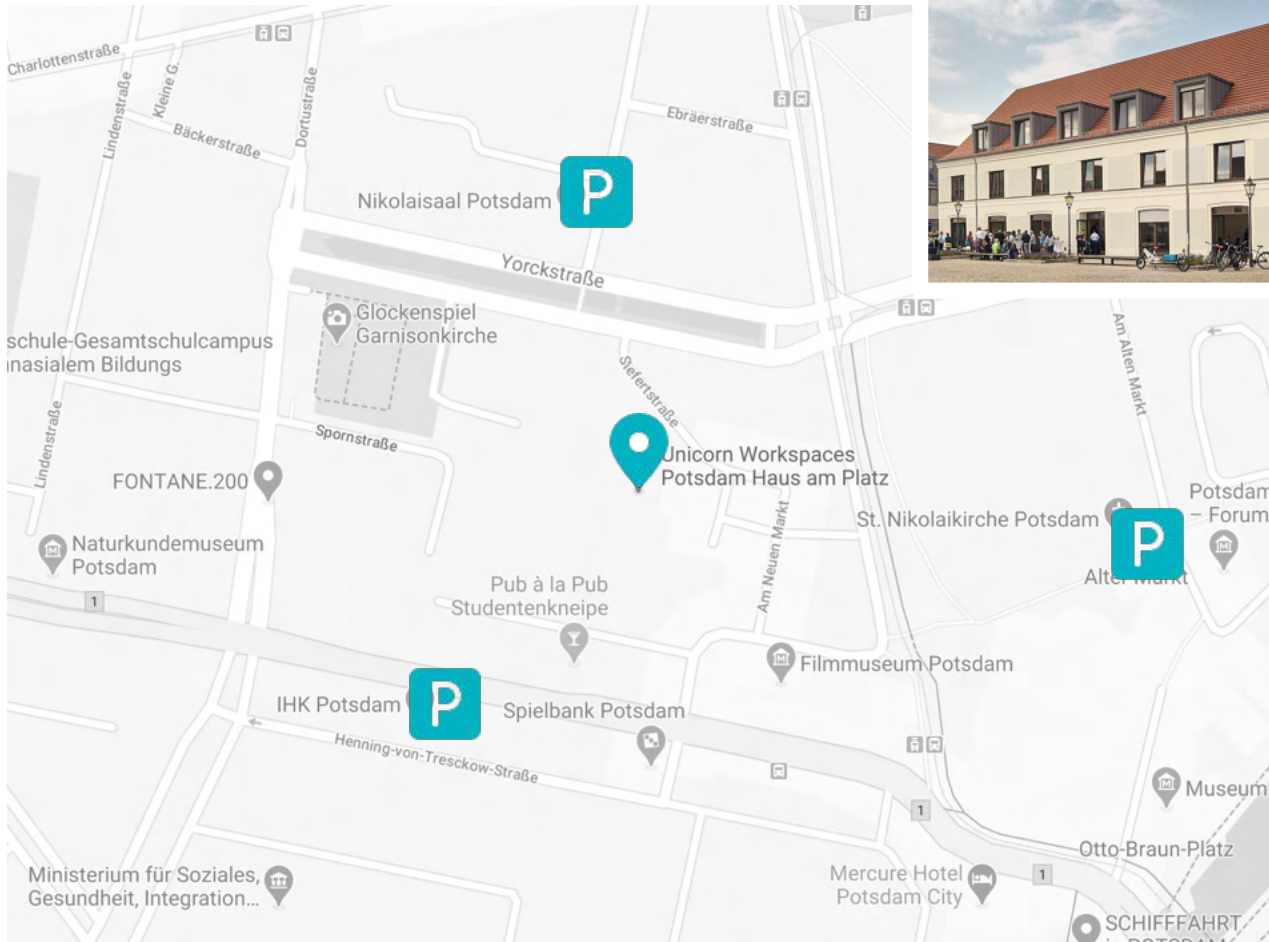 Charlottenstraße
Lindenstraße
Kleine G.
Bäckerstraße
Dortustraße
Ebräerstraße
Nikolaisaal Potsdam
P
Yorckstraße
Glockenspiel
Garnisonkirche
schule-Gesamtschulcampus
nasialem Bildungs
Siefertstraße
Am Alten Markt
Lindenstraße
Spornstraße
FONTANE.200
Unicorn Workspaces
Potsdam Haus am Platz
St. Nikolaikirche Potsdam
P
Alter Markt
Potsdam
– Forum
Naturkundemuseum
Potsdam
1
Pub à la Pub
Studentenkneipe
Am Neuen Markt
Filmmuseum Potsdam
IHK Potsdam
P
Spielbank Potsdam
Henning-von-Tresckow-Straße
Museum
1
Otto-Braun-Platz
Ministerium für Soziales,
Gesundheit, Integration...
Mercure Hotel
Potsdam City
1
SCHIFFFAHRT